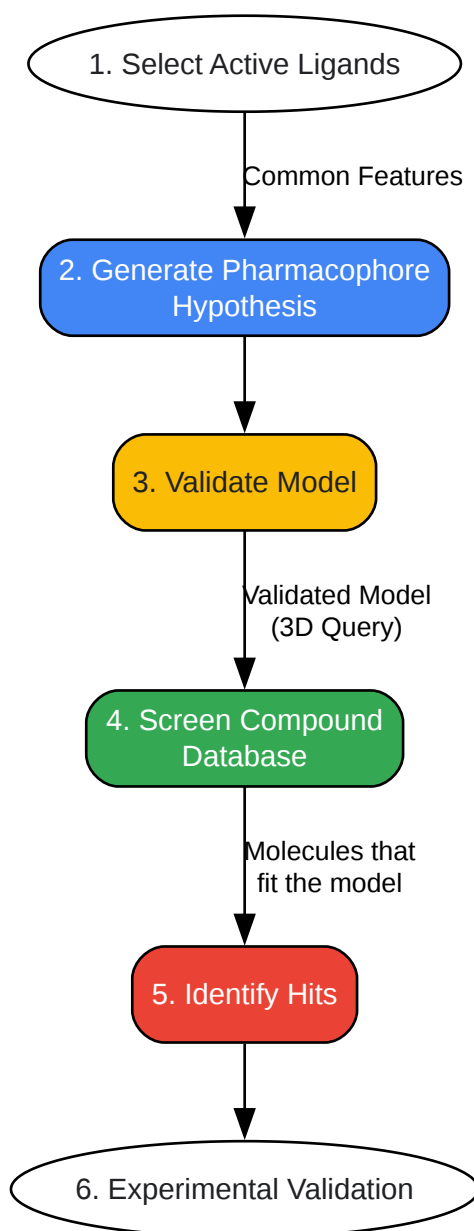 1. Select Active Ligands
Common Features
2. Generate Pharmacophore
Hypothesis
3. Validate Model
Validated Model
(3D Query)
4. Screen Compound
Database
Molecules that
fit the model
5. Identify Hits
6. Experimental Validation